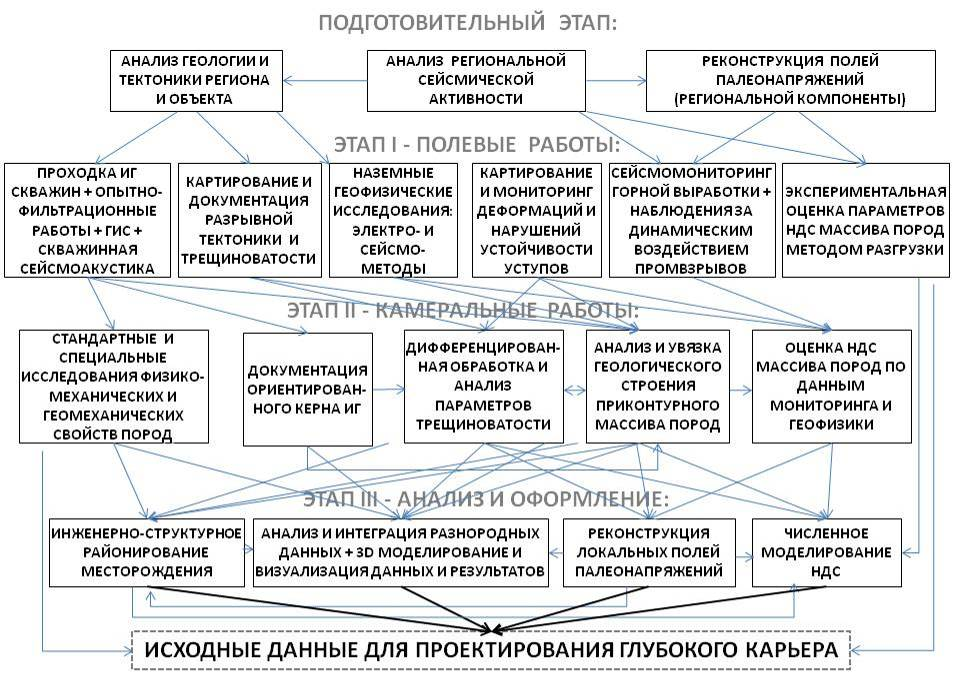 ПОДГОТОВИТЕЛЬНЫЙ ЭТАП:
АНАЛИЗ ГЕОЛОГИИ И
ТЕКТОНИКИ РЕГИОНА
И ОБЪЕКТА
АНАЛИЗ РЕГИОНАЛЬНОЙ
СЕЙСМИЧЕСКОЙ
АКТИВНОСТИ
РЕКОНСТРУКЦИЯ ПОЛЕЙ
ПАЛЕОНАПРЯЖЕНИЙ
(РЕГИОНАЛЬНОЙ КОМПОНЕНТЫ)
ЭТАП I - ПОЛЕВЫЕ РАБОТЫ:
ПРОХОДКА ИГ
СКВАЖИН + ОПЫТНО-
ФИЛЬТРАЦИОННЫЕ
РАБОТЫ + ГИС +
СКВАЖИННАЯ
СЕЙСМОАКУСТИКА
КАРТИРОВАНИЕ И
ДОКУМЕНТАЦИЯ
РАЗРЫВНОЙ
ТЕКТОНИКИ И
ТРЕЩИНОВАТОСТИ
НАЗЕМНЫЕ
ГЕОФИЗИЧЕСКИЕ
ИССЛЕДОВАНИЯ:
ЭЛЕКТРО- И
СЕЙСМО-
МЕТОДЫ
КАРТИРОВАНИЕ
И МОНИТОРИНГ
ДЕФОРМАЦИЙ И
НАРУШЕНИЙ
УСТОЙЧИВОСТИ
УСТУПОВ
СЕЙСМОМОНИТОРИНГ
ГОРНОЙ ВЫРАБОТКИ +
НАБЛЮДЕНИЯ ЗА
ДИНАМИЧЕСКИМ
ВОЗДЕЙСТВИЕМ
ПРОМВЗРЫВОВ
ЭКСПЕРИМЕНТАЛЬНАЯ
ОЦЕНКА ПАРАМЕТРОВ
НДС МАССИВА ПОРОД
МЕТОДОМ РАЗГРУЗКИ
ЭТАП II - КАМЕРАЛЬНЫЕ РАБОТЫ:
СТАНДАРТНЫЕ И
СПЕЦИАЛЬНЫЕ
ИССЛЕДОВАНИЯ ФИЗИКО-
МЕХАНИЧЕСКИХ И
ГЕОМЕХАНИЧЕСКИХ
СВОЙСТВ ПОРОД
ДОКУМЕНТАЦИЯ
ОРИЕНТИРОВАН-
НОГО КЕРНА ИГ
ДИФФЕРЕНЦИРОВАН-
НАЯ ОБРАБОТКА И
АНАЛИЗ
ПАРАМЕТРОВ
ТРЕЩИНОВАТОСТИ
АНАЛИЗ И УВЯЗКА
ГЕОЛОГИЧЕСКОГО
СТРОЕНИЯ
ПРИКОНТУРНОГО
МАССИВА ПОРОД
ОЦЕНКА НДС
МАССИВА ПОРОД ПО
ДАННЫМ
МОНИТОРИНГА И
ГЕОФИЗИКИ
ЭТАП III - АНАЛИЗ И ОФОРМЛЕНИЕ:
ИНЖЕНЕРНО-СТРУКТУРНОЕ
РАЙОНИРОВАНИЕ
МЕСТОРОЖДЕНИЯ
АНАЛИЗ И ИНТЕГРАЦИЯ РАЗНОРОДНЫХ
ДАННЫХ + 3D МОДЕЛИРОВАНИЕ И
ВИЗУАЛИЗАЦИЯ ДАННЫХ И РЕЗУЛЬТАТОВ
РЕКОНСТРУКЦИЯ
ЛОКАЛЬНЫХ ПОЛЕЙ
ПАЛЕОНАПРЯЖЕНИЙ
ЧИСЛЕННОЕ
МОДЕЛИРОВАНИЕ
НДС
ИСХОДНЫЕ ДАННЫЕ ДЛЯ ПРОЕКТИРОВАНИЯ ГЛУБОКОГО КАРЬЕРА